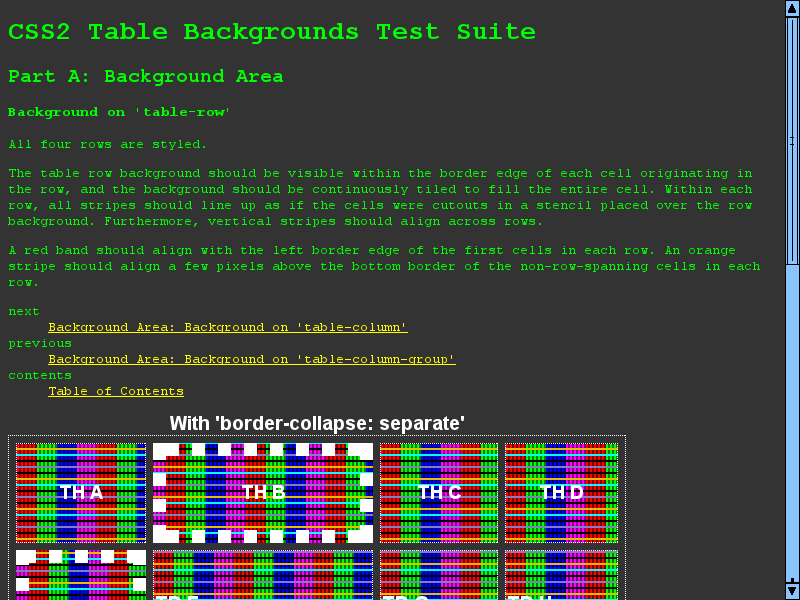 CSS2 Table Backgrounds Test Suite
Part A: Background Area
Background on 'table-row'
All four rows are styled.
The table row background should be visible within the border edge of each cell originating in
the row, and the background should be continuously tiled to fill the entire cell. Within each
row, all stripes should line up as if the cells were cutouts in a stencil placed over the row
background. Furthermore, vertical stripes should align across rows.
A red band should align with the left border edge of the first cells in each row. An orange
stripe should align a few pixels above the bottom border of the non-row-spanning cells in each
row.
next
Background Area: Background on 'table-column'
previous
Background Area: Background on 'table-column-group'
contents
Table of Contents
With 'border-collapse: separate'
TH A TH B TH C TH D